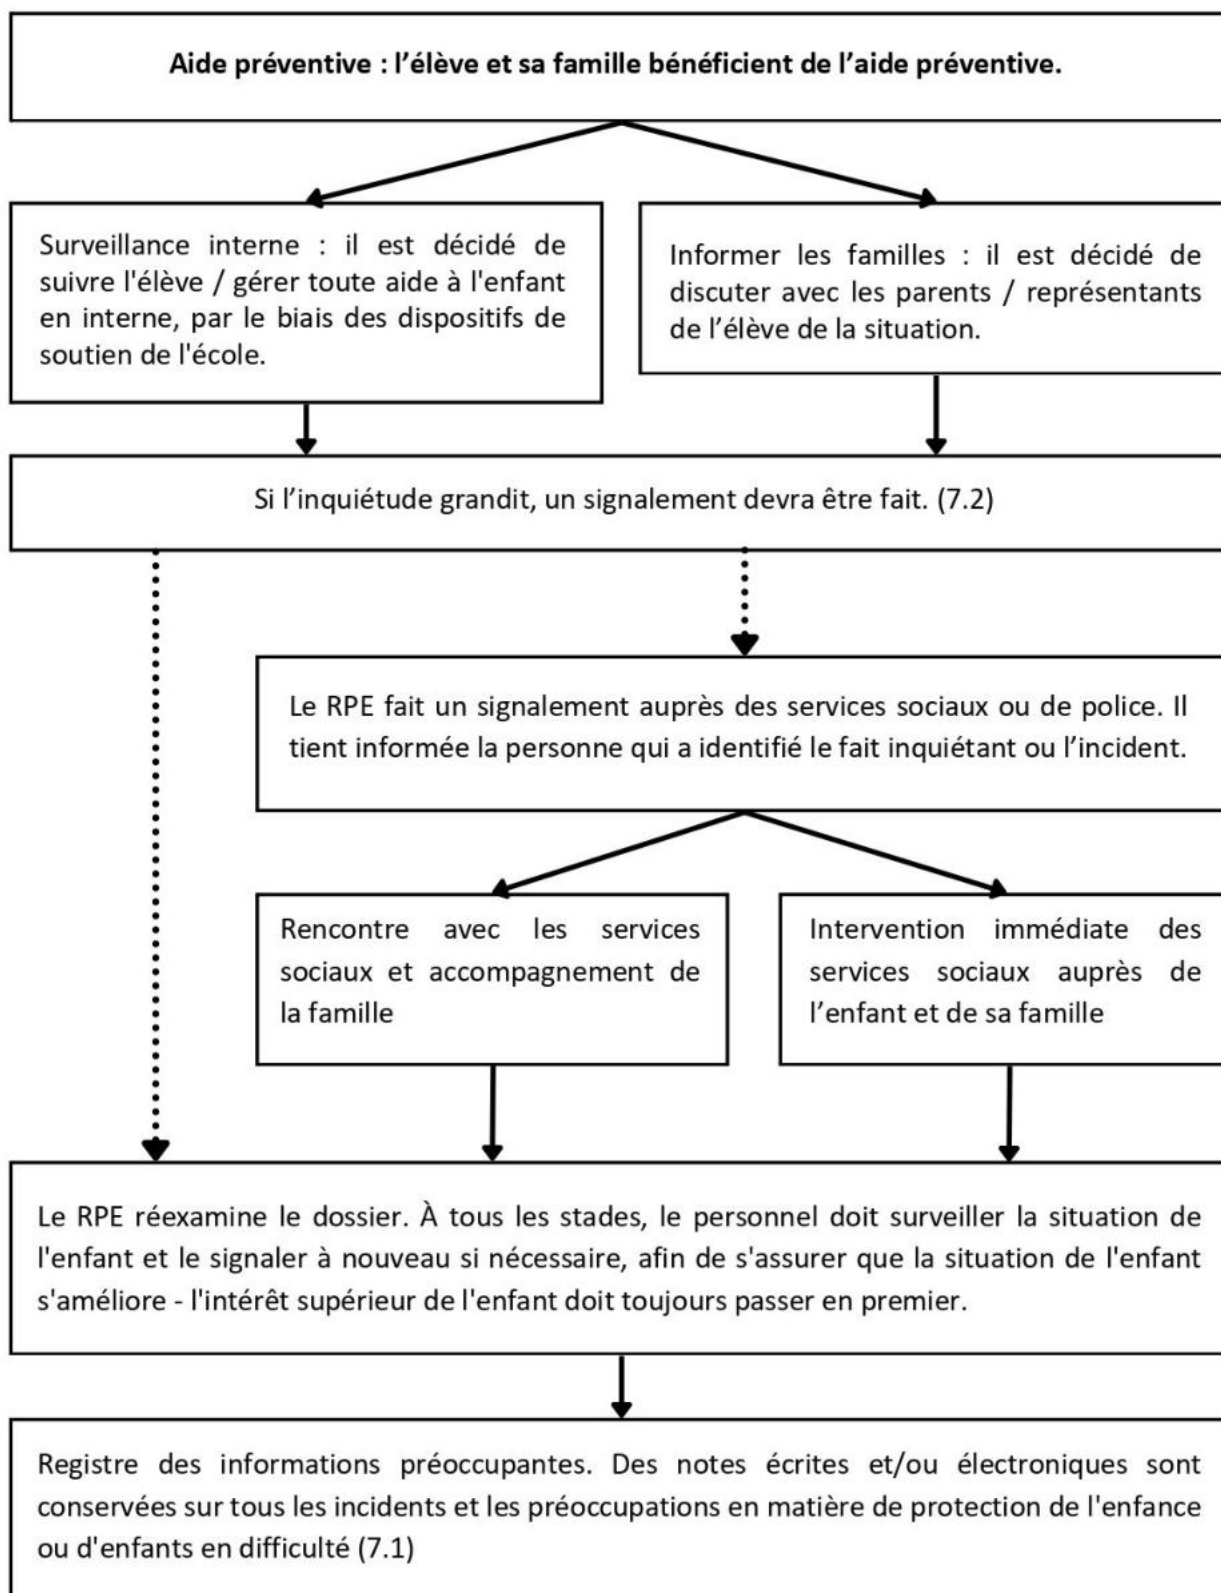 Aide préventive : l’élève et sa famille bénéficient de l’aide préventive.
Surveillance interne : il est décidé de
suivre l'élève / gérer toute aide à l'enfant
en interne, par le biais des dispositifs de
soutien de l'école.
Informer les familles : il est décidé de
discuter avec les parents / représentants
de l’élève de la situation.
Si l’inquiétude grandit, un signalement devra être fait. (7.2)
Le RPE fait un signalement auprès des services sociaux ou de police. Il
tient informée la personne qui a identifié le fait inquiétant ou l’incident.
Rencontre avec les services
sociaux et accompagnement de
la famille
Intervention immédiate des
services sociaux auprès de
l’enfant et de sa famille
Le RPE réexamine le dossier. À tous les stades, le personnel doit surveiller la situation de
l'enfant et le signaler à nouveau si nécessaire, afin de s'assurer que la situation de l'enfant
s'améliore - l'intérêt supérieur de l'enfant doit toujours passer en premier.
Registre des informations préoccupantes. Des notes écrites et/ou électroniques sont
conservées sur tous les incidents et les préoccupations en matière de protection de l'enfance
ou d'enfants en difficulté (7.1)